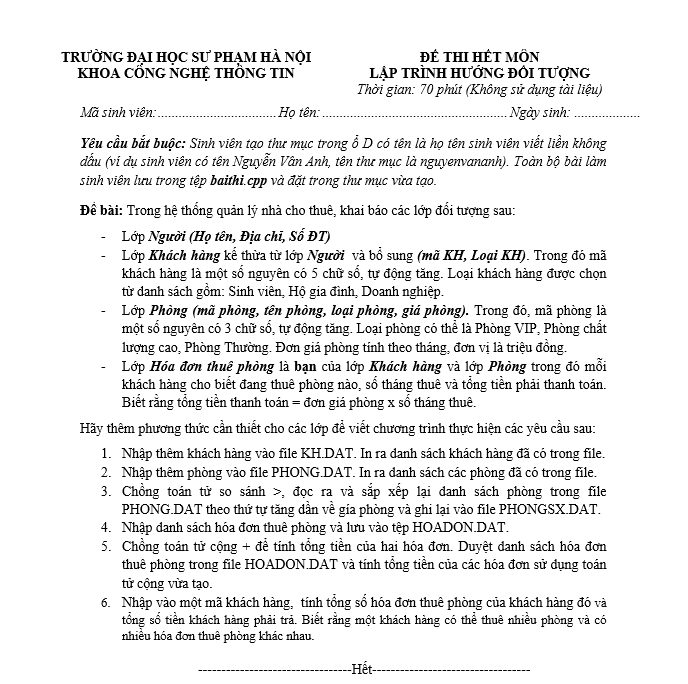 TRƯỜNG ĐẠI HỌC SƯ PHẠM HÀ NỘI
KHOA CÔNG NGHỆ THÔNG TIN
ĐỀ THI HẾT MÔN
LẬP TRÌNH HƯỚNG ĐỐI TƯỢNG
Thời gian: 70 phút (Không sử dụng tài liệu)
Mã sinh viên:..................................Họ tên: ......................................................Ngày sinh: ...................
Yêu cầu bắt buộc: Sinh viên tạo thư mục trong ổ D có tên là họ tên sinh viên viết liền không
dấu (ví dụ sinh viên có tên Nguyễn Vân Anh, tên thư mục là nguyenvananh). Toàn bộ bài làm
sinh viên lưu trong tệp baithi.cpp và đặt trong thư mục vừa tạo.
Đề bài: Trong hệ thống quản lý nhà cho thuê, khai báo các lớp đối tượng sau:
- Lớp Người (Họ tên, Địa chỉ, Số ĐT)
- Lớp Khách hàng kế thừa từ lớp Người và bổ sung (mã KH, Loại KH). Trong đó mã
khách hàng là một số nguyên có 5 chữ số, tự động tăng. Loại khách hàng được chọn
từ danh sách gồm: Sinh viên, Hộ gia đình, Doanh nghiệp.
- Lớp Phòng (mã phòng, tên phòng, loại phòng, giá phòng). Trong đó, mã phòng là
một số nguyên có 3 chữ số, tự động tăng. Loại phòng có thể là Phòng VIP, Phòng chất
lượng cao, Phòng Thường. Đơn giá phòng tính theo tháng, đơn vị là triệu đồng.
- Lớp Hóa đơn thuê phòng là bạn của lớp Khách hàng và lớp Phòng trong đó mỗi
khách hàng cho biết đang thuê phòng nào, số tháng thuê và tổng tiền phải thanh toán.
Biết rằng tổng tiền thanh toán = đơn giá phòng x số tháng thuê.
Hãy thêm phương thức cần thiết cho các lớp để viết chương trình thực hiện các yêu cầu sau:
1. Nhập thêm khách hàng vào file KH.DAT. In ra danh sách khách hàng đã có trong file.
2. Nhập thêm phòng vào file PHONG.DAT. In ra danh sách các phòng đã có trong file.
3. Chồng toán tử so sánh >, đọc ra và sắp xếp lại danh sách phòng trong file
PHONG.DAT theo thứ tự tăng dần về gía phòng và ghi lại vào file PHONGSX.DAT.
4. Nhập danh sách hóa đơn thuê phòng và lưu vào tệp HOADON.DAT.
5. Chồng toán tử cộng + để tính tổng tiền của hai hóa đơn. Duyệt danh sách hóa đơn
thuê phòng trong file HOADON.DAT và tính tổng tiền của các hóa đơn sử dụng toán
tử cộng vừa tạo.
6. Nhập vào một mã khách hàng, tính tổng số hóa đơn thuê phòng của khách hàng đó và
tổng số tiền khách hàng phải trả. Biết rằng một khách hàng có thể thuê nhiều phòng và có
nhiều hóa đơn thuê phòng khác nhau.
-----------------------------------Hết------------------------------------